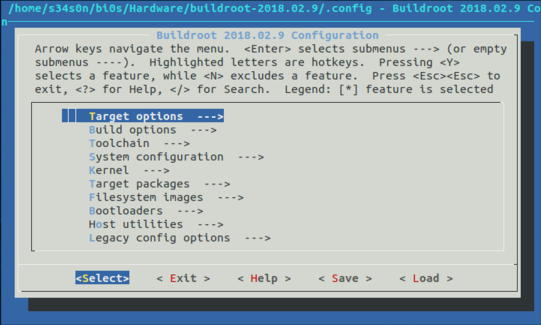 /home/s34s0n/bi0s/Hardware/buildroot-2018.02.9/.config - Buildroot 2018.02.9 Co
n
Buildroot 2018.02.9 Configuration
Arrow keys navigate the menu.  <Enter> selects submenus ---> (or empty
submenus ----).  Highlighted letters are hotkeys.  Pressing <Y>
selects a feature, while <N> excludes a feature.  Press <Esc><Esc> to
exit, <?> for Help, </> for Search.  Legend: [*] feature is selected
Target options  --->
Build options  --->
Toolchain  --->
System configuration  --->
Kernel  --->
Target packages  --->
Filesystem images  --->
Bootloaders  --->
Host utilities  --->
Legacy config options  --->
<Select>    < Exit >    < Help >    < Save >    < Load >